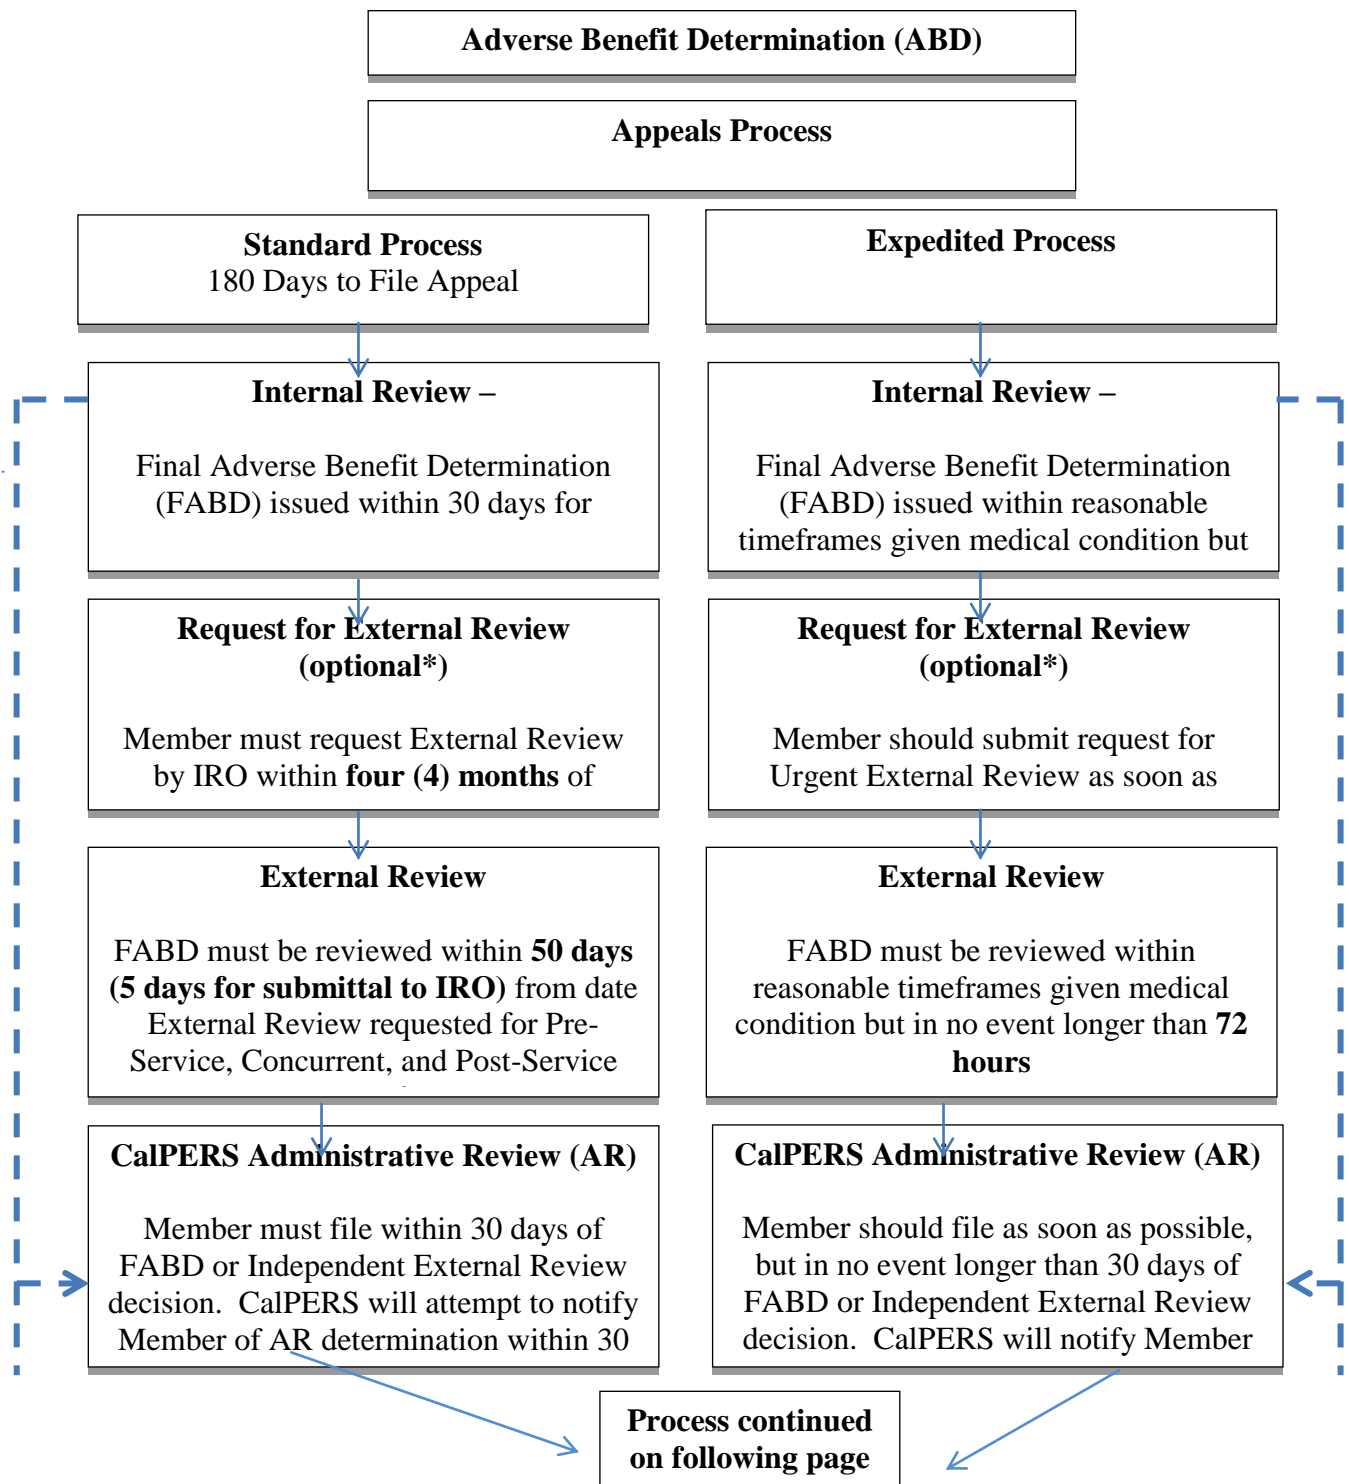 Adverse Benefit Determination (ABD)
Appeals Process
Standard Process
180 Days to File Appeal
Expedited Process
Internal Review –
Final Adverse Benefit Determination
(FABD) issued within 30 days for
Internal Review –
Final Adverse Benefit Determination
(FABD) issued within reasonable
timeframes given medical condition but
Request for External Review
(optional*)
Member must request External Review
by IRO within four (4) months of
Request for External Review
(optional*)
Member should submit request for
Urgent External Review as soon as
External Review
FABD must be reviewed within 50 days
(5 days for submittal to IRO) from date
External Review requested for Pre-
Service, Concurrent, and Post-Service
External Review
FABD must be reviewed within
reasonable timeframes given medical
condition but in no event longer than 72
hours
CalPERS Administrative Review (AR)
Member must file within 30 days of
FABD or Independent External Review
decision.  CalPERS will attempt to notify
Member of AR determination within 30
CalPERS Administrative Review (AR)
Member should file as soon as possible,
but in no event longer than 30 days of
FABD or Independent External Review
decision.  CalPERS will notify Member
Process continued
on following page